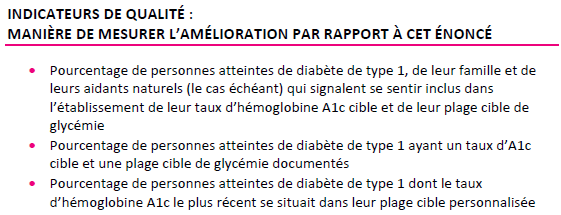 INDICATEURS DE QUALITÉ :
MANIÈRE DE MESURER L’AMÉLIORATION PAR RAPPORT À CET ÉNONCÉ
• Pourcentage de personnes atteintes de diabète de type 1, de leur famille et de
leurs aidants naturels (le cas échéant) qui signalent se sentir inclus dans
l’établissement de leur taux d’hémoglobine A1c cible et de leur plage cible de
glycémie
• Pourcentage de personnes atteintes de diabète de type 1 ayant un taux d’A1c
cible et une plage cible de glycémie documentés
• Pourcentage de personnes atteintes de diabète de type 1 dont le taux
d’hémoglobine A1c le plus récent se situait dans leur plage cible personnalisée